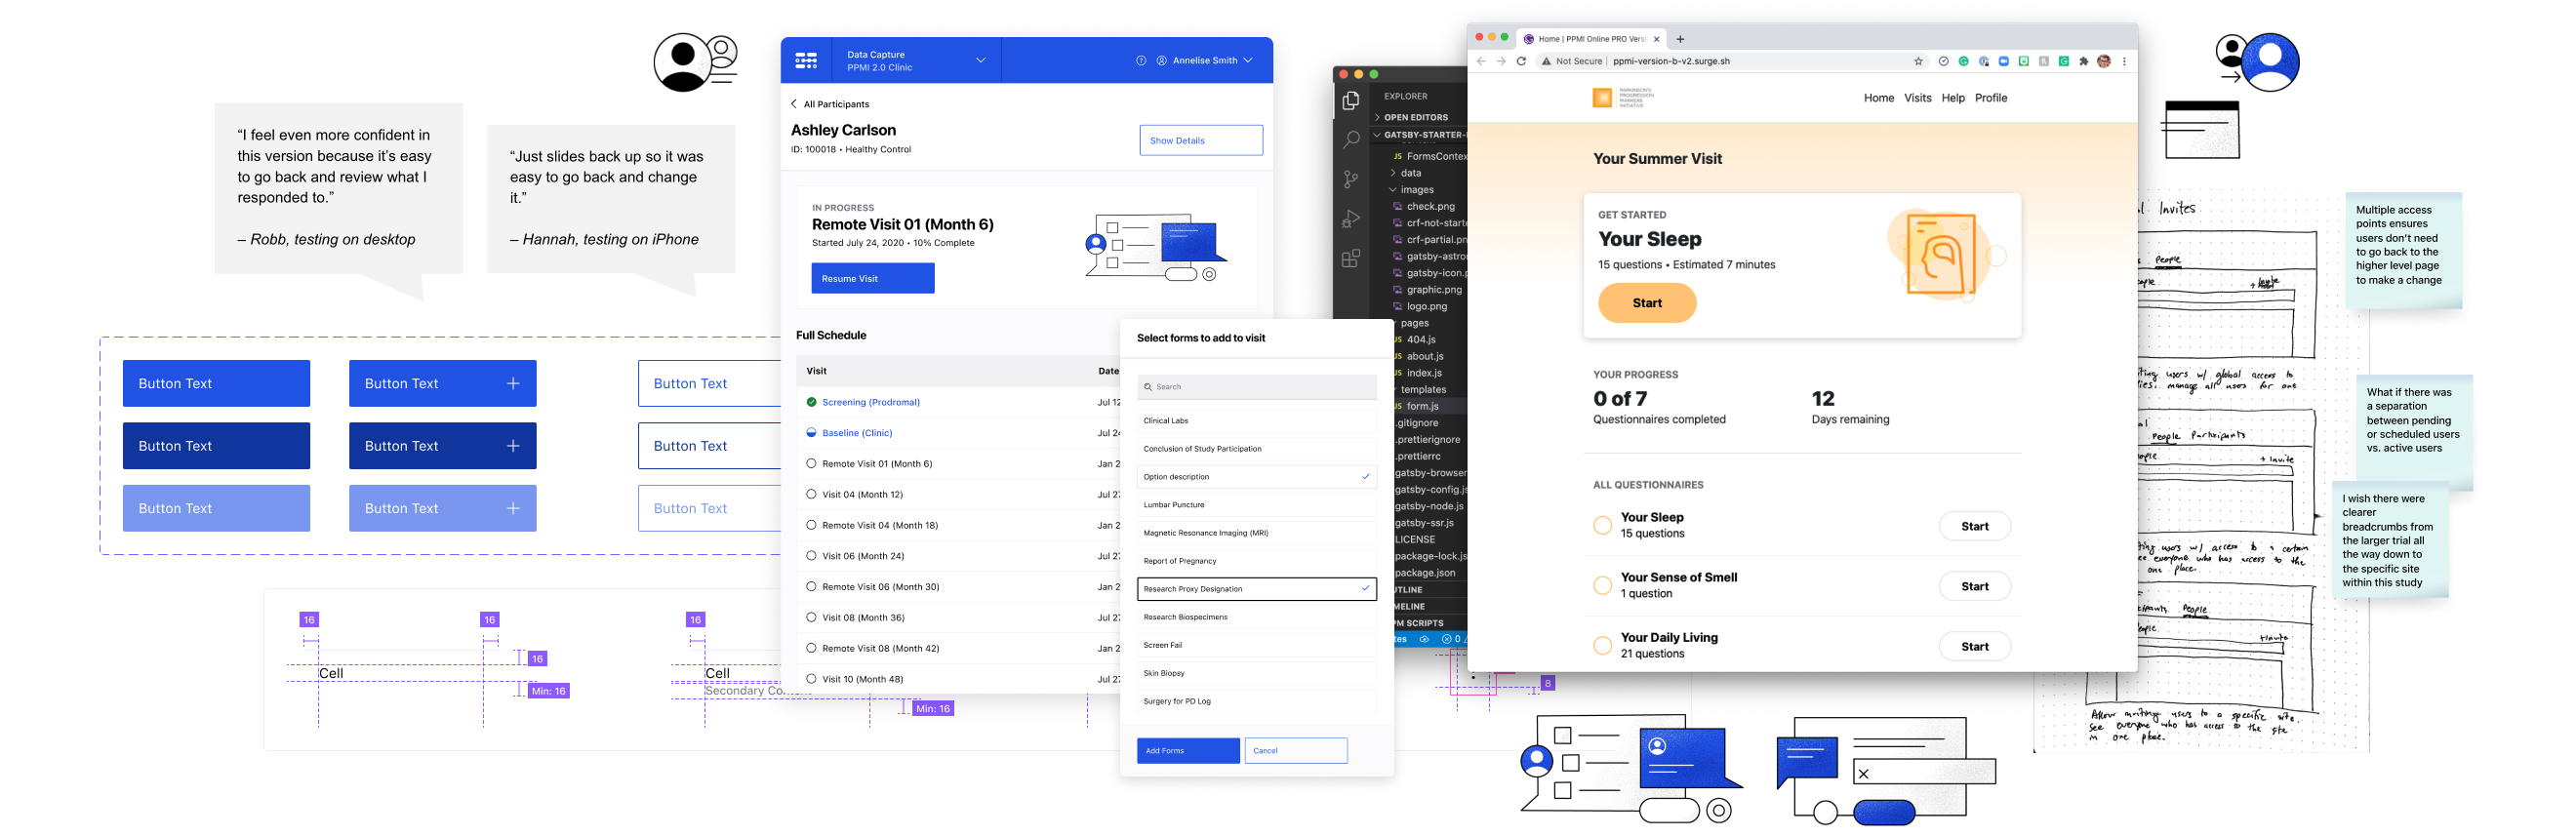 “I feel even more confident in
this version because it’s easy
to go back and review what I
responded to.”
– Robb, testing on desktop
“Just slides back up so it was
easy to go back and change
it.”
– Hannah, testing on iPhone
Button Text
Button Text
Button Text
Button Text
Button Text
Button Text
Button Text
Button Text
Button Text
16
16
16
Cell
16
Min: 16
Cell
Secondary
Min: 16
8
Data Capture
PPMI 2.0 Clinic
Annelise Smith
All Participants
Ashley Carlson
ID: 100018 • Healthy Control
Show Details
IN PROGRESS
Remote Visit 01 (Month 6)
Started July 24, 2020 • 10% Complete
Resume Visit
Full Schedule
Visit Date
Screening (Prodromal) Jul 12
Baseline (Clinic) Jul 24
Remote Visit 01 (Month 6) Jan 2
Visit 04 (Month 12) Jul 27
Remote Visit 04 (Month 18) Jan 2
Visit 06 (Month 24) Jul 27
Remote Visit 06 (Month 30) Jan 2
Visit 08 (Month 36) Jul 27
Remote Visit 08 (Month 42) Jan 2
Visit 10 (Month 48) Jul 27
Select forms to add to visit
Search
Clinical Labs
Conclusion of Study Participation
Option description
Lumbar Puncture
Magnetic Resonance Imaging (MRI)
Report of Pregnancy
Research Proxy Designation
Research Biospecimens
Screen Fail
Skin Biopsy
Surgery for PD Log
Add Forms
Cancel
EXPLORER
OPEN EDITORS
GATSBY-STARTER-
JS FormsContex
data
images
check.png
crf-not-starte
crf-partial.pn
gatsby-astro
gatsby-icon.p
graphic.png
logo.png
pages
JS 404.js
JS about.js
JS index.js
templates
JS form.js
.gitignore
.prettierignore
.prettierrc
gatsby-browser
gatsby-config.js
gatsby-node.js
gatsby-ssr.js
LICENSE
package-lock.js
package.json
UTLINE
MELINE
PM SCRIPTS
tes 0
Home | PPMI Online PRO Versi
Not Secure | ppmi-version-b-v2.surge.sh
PARKINSON'S
PROGRESSION
MARKERS
INITIATIVE
Home Visits Help Profile
Your Summer Visit
GET STARTED
Your Sleep
15 questions • Estimated 7 minutes
Start
YOUR PROGRESS
0 of 7
Questionnaires completed
12
Days remaining
ALL QUESTIONNAIRES
Your Sleep
15 questions
Start
Your Sense of Smell
1 question
Start
Your Daily Living
21 questions
Start
Invites
People
+ Invite
users w/ global access to
manage all users for one
People Participants
+ Invite
users w/ access to a certain
see everyone who has access to the
one place.
People
+Invite
Allow inviting users to a specific site.
See everyone who has access to the site
in one place.
Multiple access
points ensures
users don't need
to go back to the
higher level page
to make a change
What if there was
a separation
between pending
or scheduled users
vs. active users
I wish there were
clearer
breadcrumbs from
the larger trial all
the way down to
the specific site
within this study